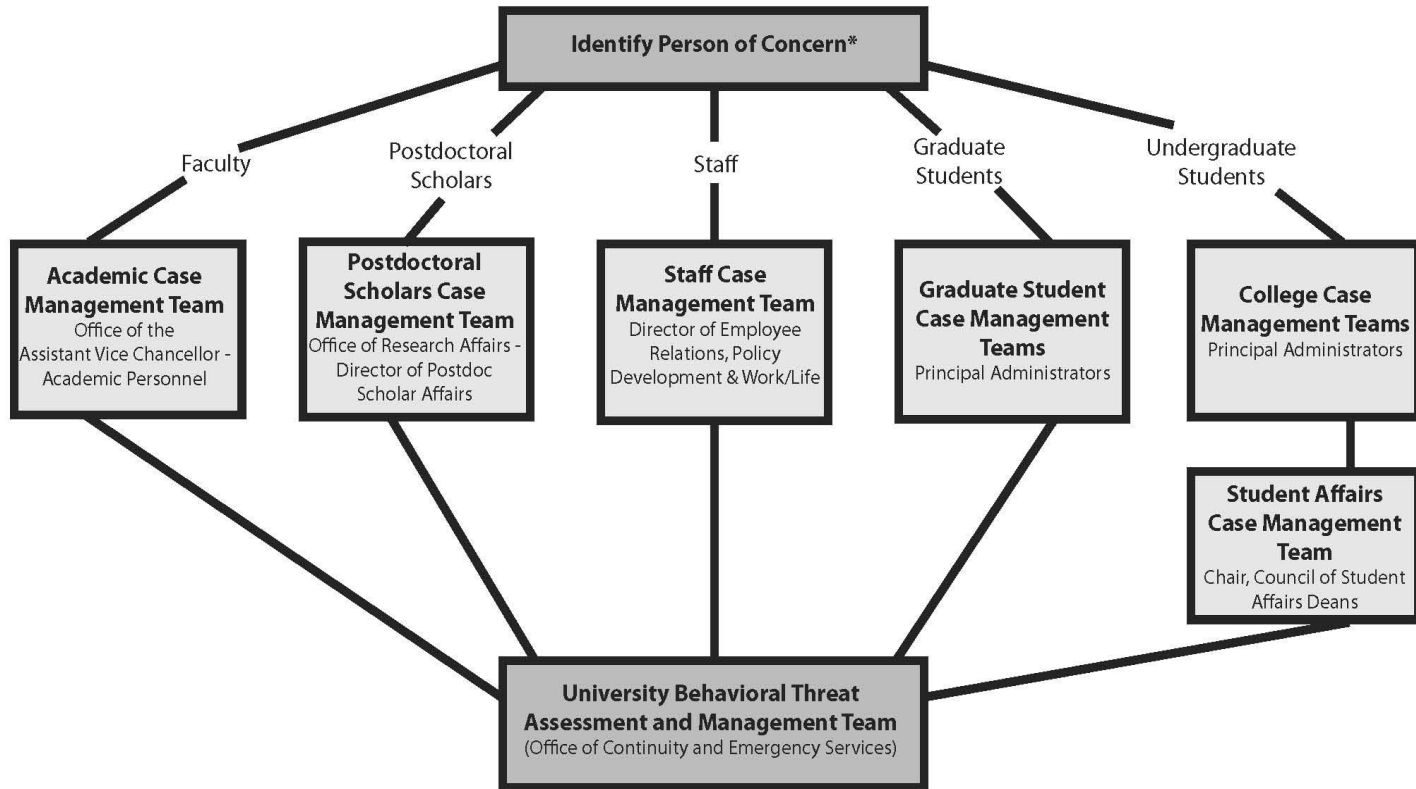 Identify Person of Concern*
Faculty
Postdoctoral
Scholars
Staff
Graduate
Students
Undergraduate
Students
Academic Case
Management Team
Office of the
Assistant Vice Chancellor -
Academic Personnel
Postdoctoral
Scholars Case
Management Team
Office of Research Affairs -
Director of Postdoc
Scholar Affairs
Staff Case
Management Team
Director of Employee
Relations, Policy
Development & Work/Life
Graduate Student
Case Management
Teams
Principal Administrators
College Case
Management Teams
Principal Administrators
Student Affairs
Case Management
Team
Chair, Council of Student
Affairs Deans
University Behavioral Threat
Assessment and Management Team
(Office of Continuity and Emergency Services)